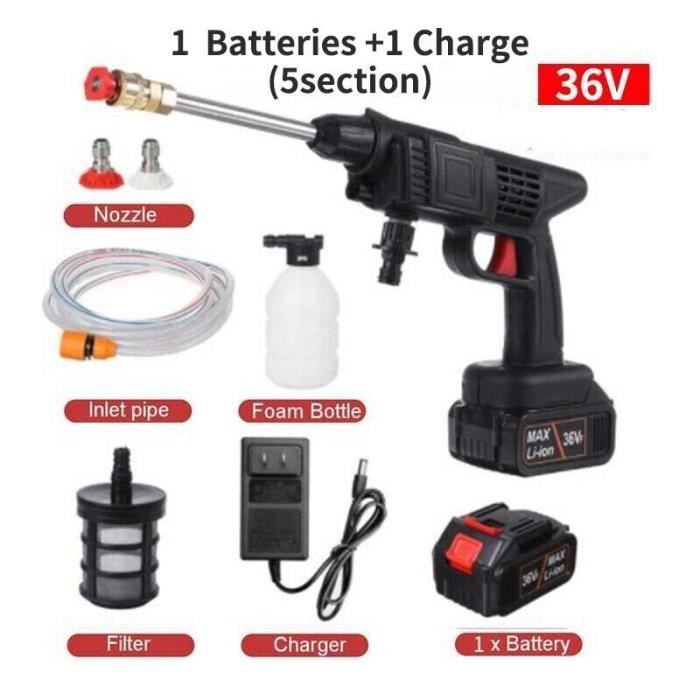 1 Batteries +1 Charge
(5section)
36V
Nozzle
Inlet pipe
Foam Bottle
MAX
Li-ion
36V
Filter
Charger
36V
MAX
Li-ion
1 x Battery